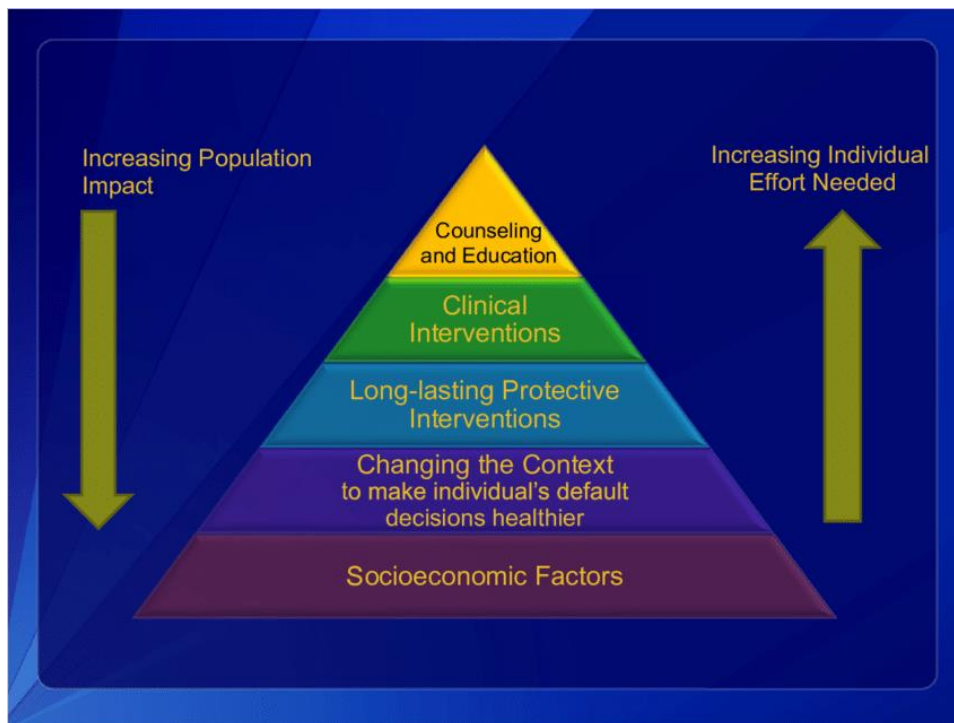 Increasing Population
Impact
Increasing Individual
Effort Needed
Counseling
and Education
Clinical
Interventions
Long-lasting Protective
Interventions
Changing the Context
to make individual's default
decisions healthier
Socioeconomic Factors